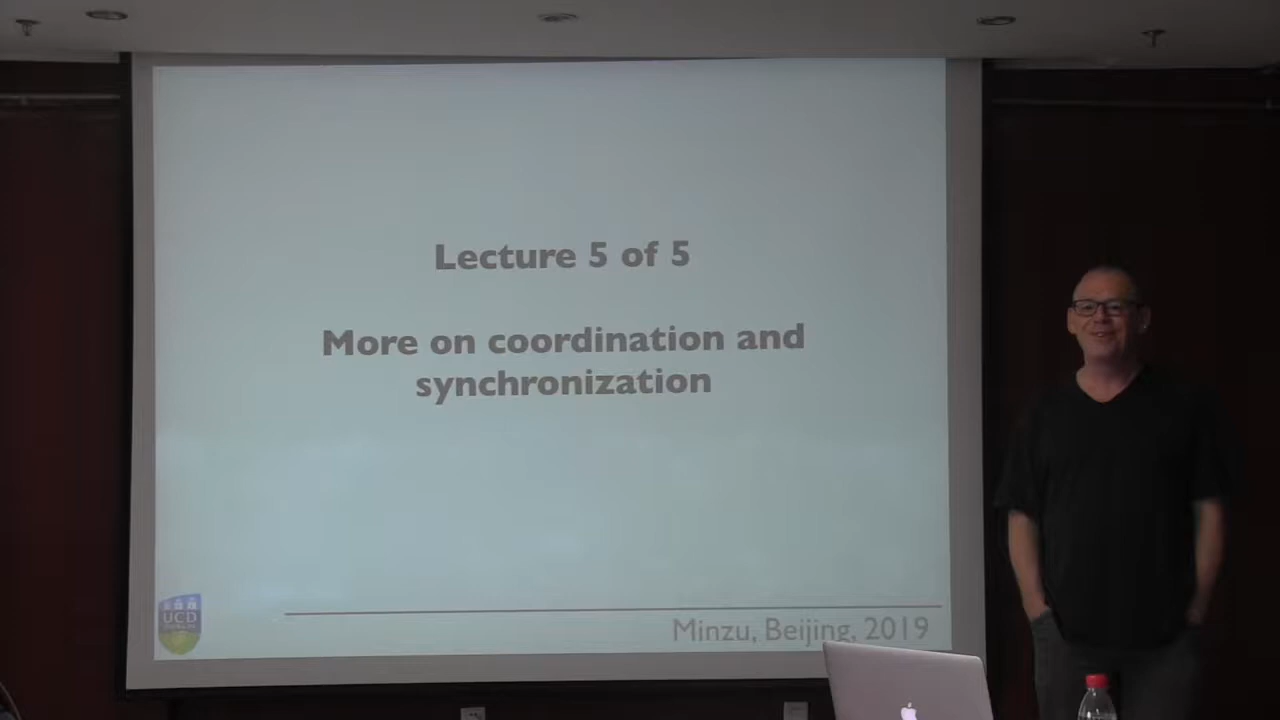 Lecture 5 of 5
More on coordination and
synchronization
UCD
Minzu, Beijing, 2019